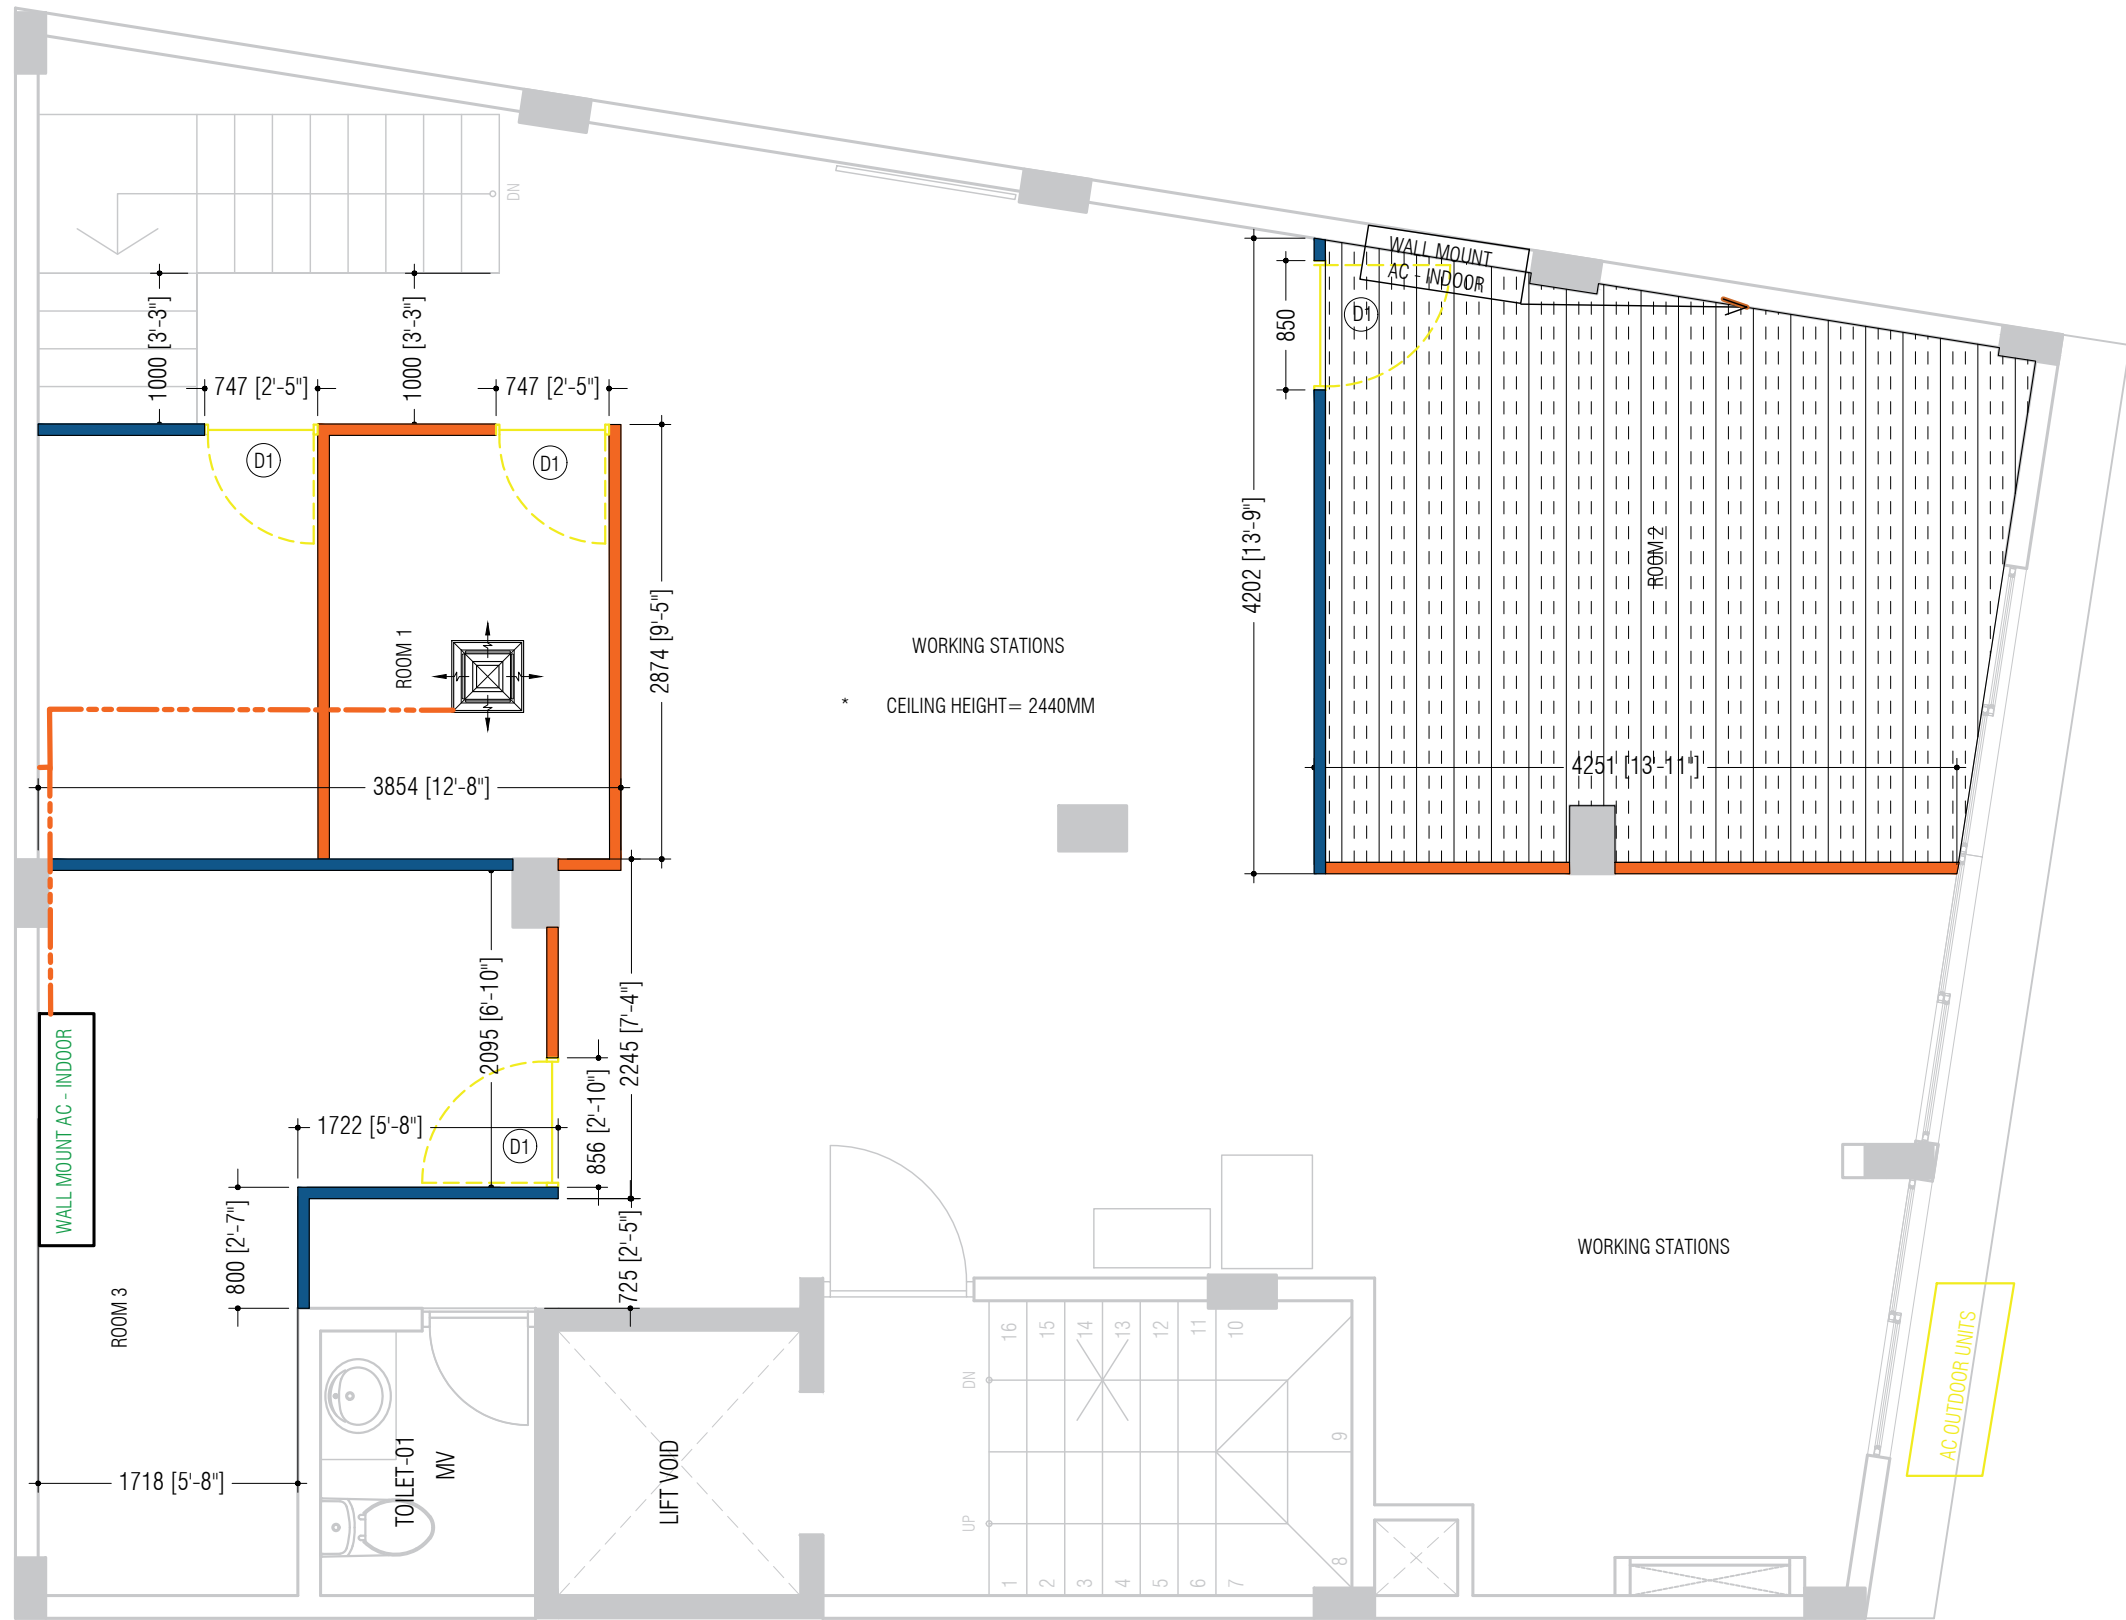 DN
WALL MOUNT
AC - INDOOR
1000 [3'-3"]
1000 [3'-3"]
850
D1
747 [2'-5"]
747 [2'-5"]
D1
D1
4202 [13'-9"]
ROOM 2
2874 [9'-5"]
ROOM 1
WORKING STATIONS
* CEILING HEIGHT= 2440MM
4251 [13'-11"]
3854 [12'-8"]
2095 [6'-10"]
2245 [7'-4"]
WALL MOUNT AC - INDOOR
856 [2'-10"]
1722 [5'-8"]
D1
800 [2'-7"]
725 [2'-5"]
WORKING STATIONS
ROOM 3
16
15
14
13
12
11
10
AC OUTDOOR UNITS
DN
9
TOILET-01
MV
LIFT VOID
1718 [5'-8"]
UP
8
1
2
3
4
5
6
7